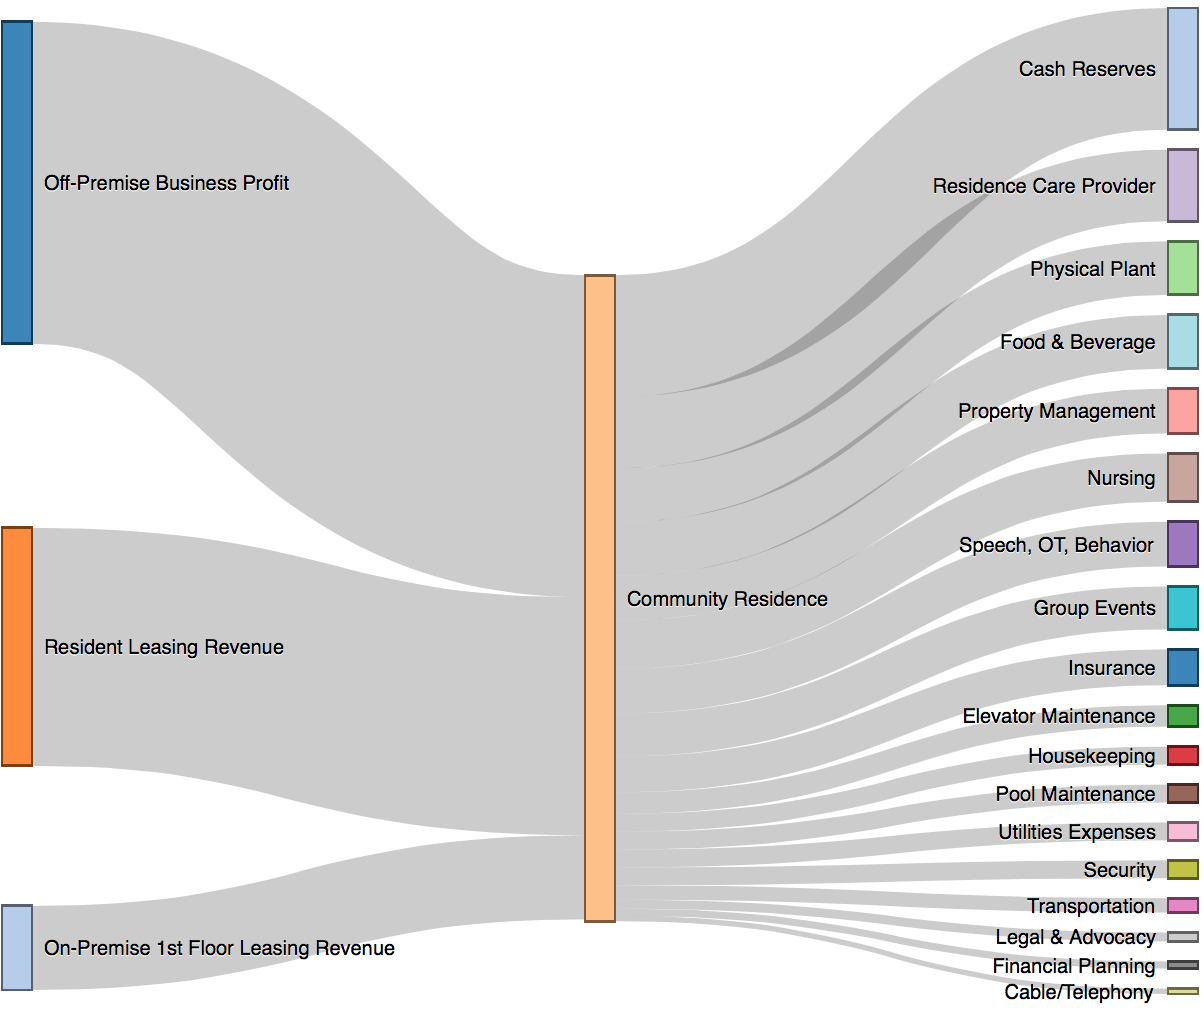 Off-Premise Business Profit
Resident Leasing Revenue
On-Premise 1st Floor Leasing Revenue
Community Residence
Cash Reserves
Residence Care Provider
Physical Plant
Food & Beverage
Property Management
Nursing
Speech, OT, Behavior
Group Events
Insurance
Elevator Maintenance
Housekeeping
Pool Maintenance
Utilities Expenses
Security
Transportation
Legal & Advocacy
Financial Planning
Cable/Telephony